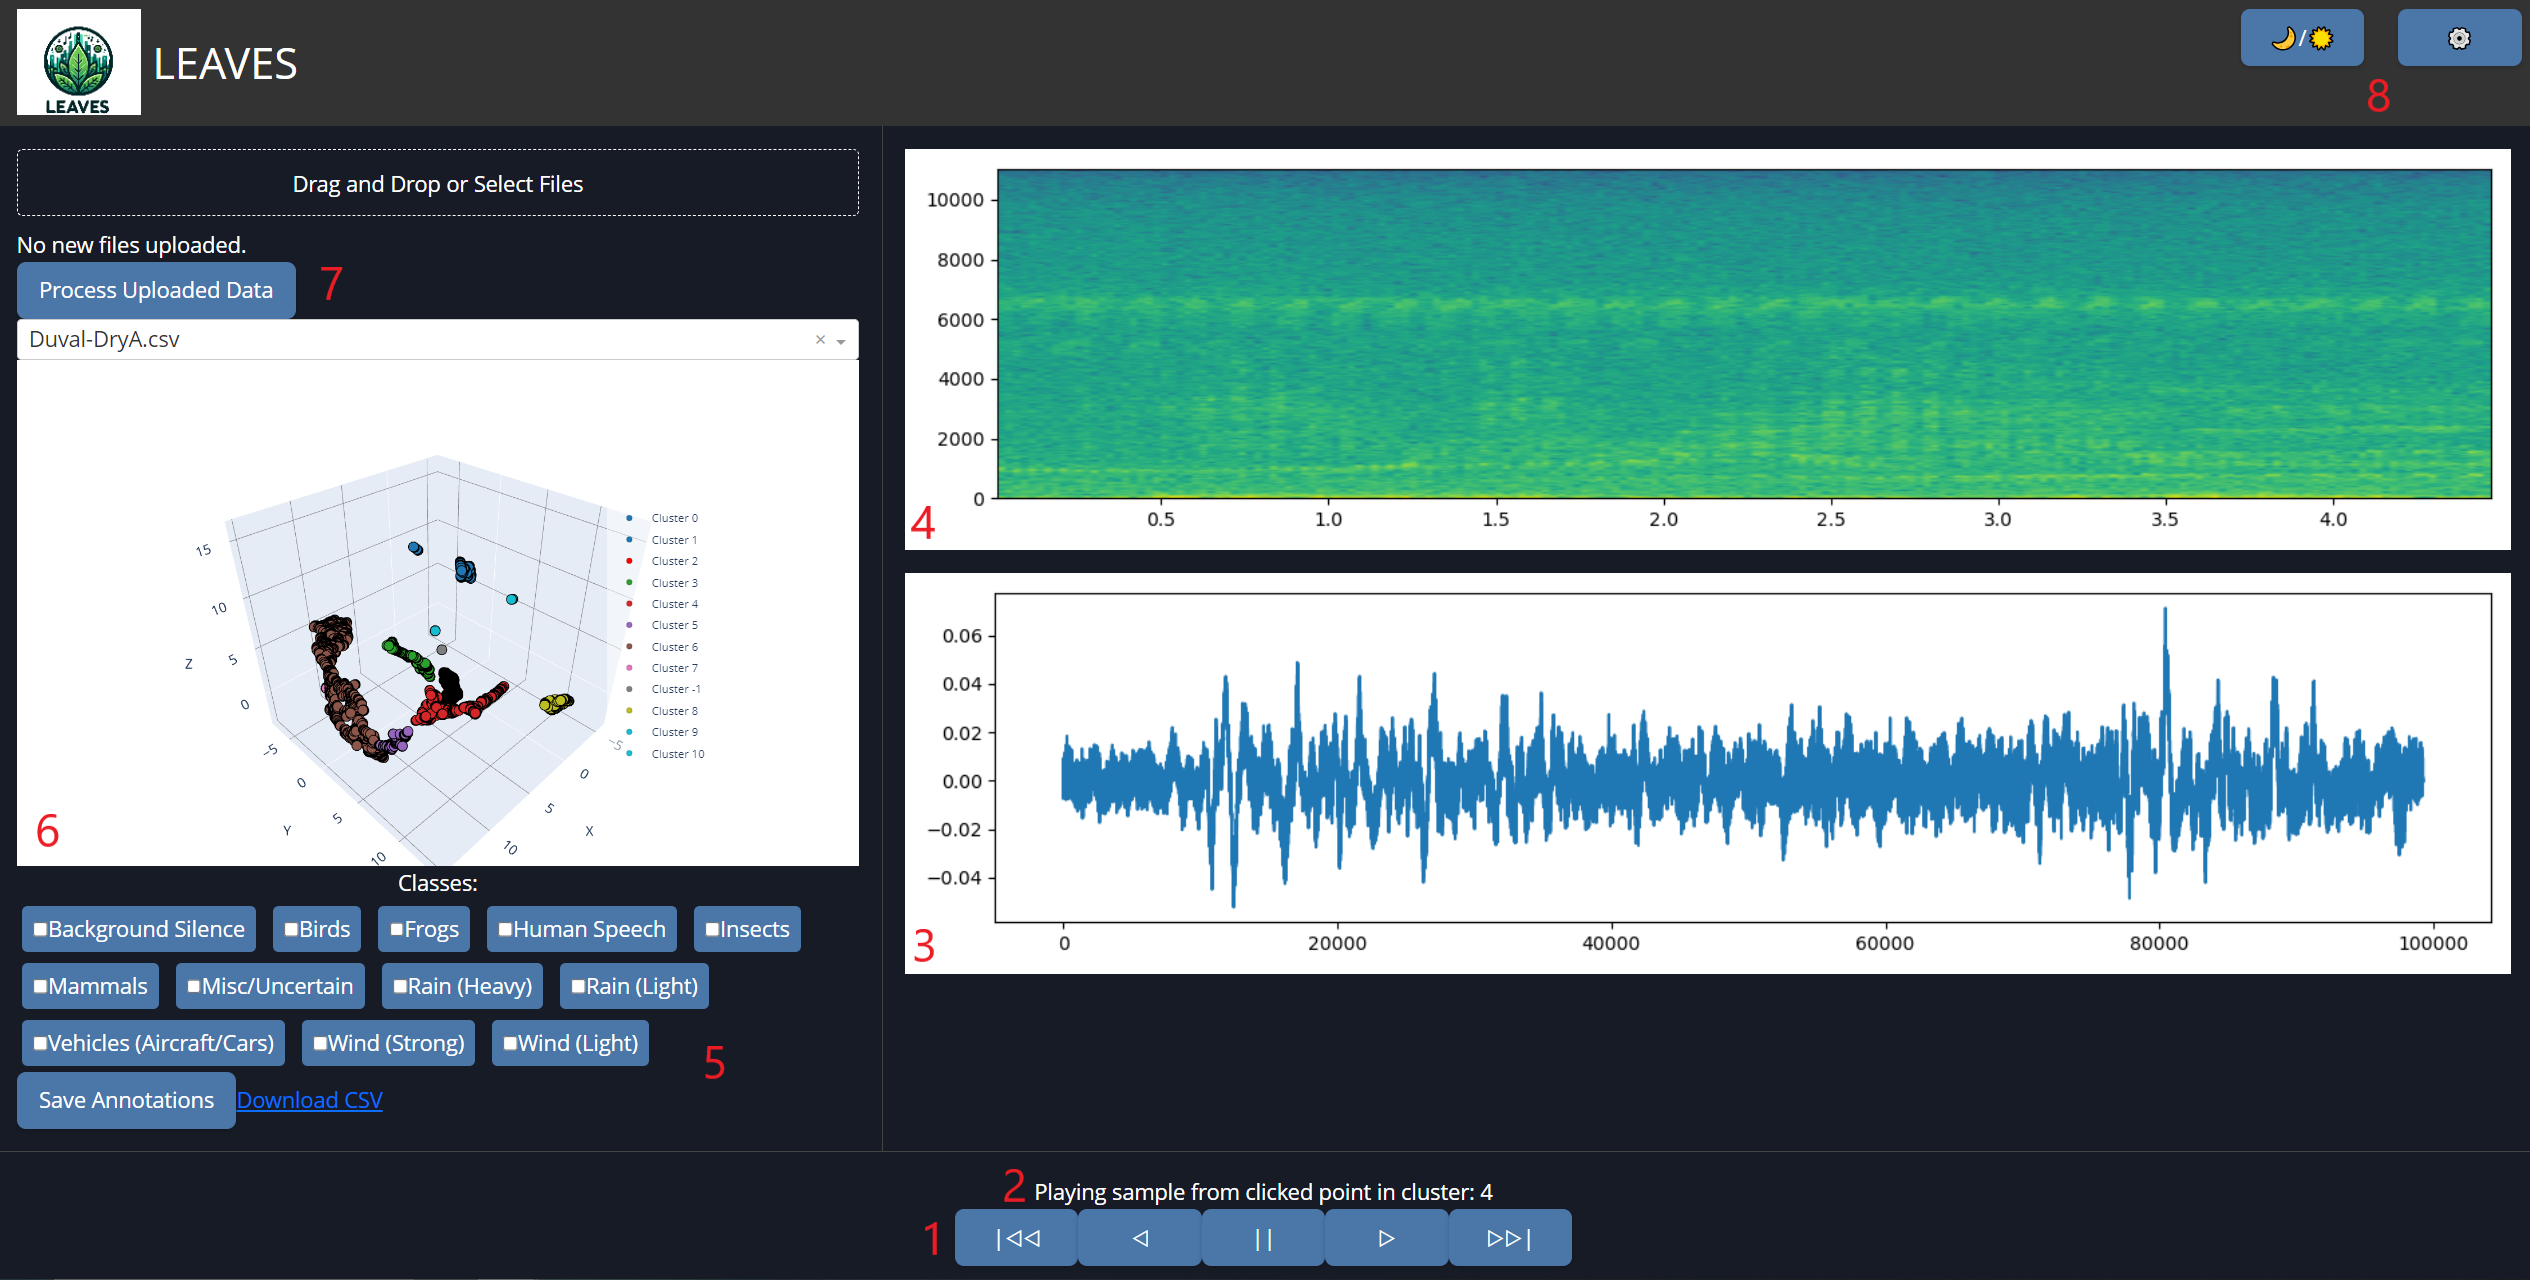 LEAVES
LEAVES
🌙/☀
8
Drag and Drop or Select Files
No new files uploaded.
Process Uploaded Data
7
Duval-DryA.csv × 
15
10
5
0
Z
-5
0
5
10
Y
-5
0
5
10
X
Cluster 0
Cluster 1
Cluster 2
Cluster 3
Cluster 4
Cluster 5
Cluster 6
Cluster 7
Cluster -1
Cluster 8
Cluster 9
Cluster 10
6
Classes:
Background Silence Birds Frogs Human Speech Insects
Mammals Misc/Uncertain Rain (Heavy) Rain (Light)
Vehicles (Aircraft/Cars) Wind (Strong) Wind (Light)
5
Save Annotations Download CSV
10000
8000
6000
4000
2000
0
0.5 1.0 1.5 2.0 2.5 3.0 3.5 4.0
4
0.06
0.04
0.02
0.00
−0.02
−0.04
0 20000 40000 60000 80000 100000
3
2 Playing sample from clicked point in cluster: 4
1 |◁◁ ◁ || ▷ ▷▷|